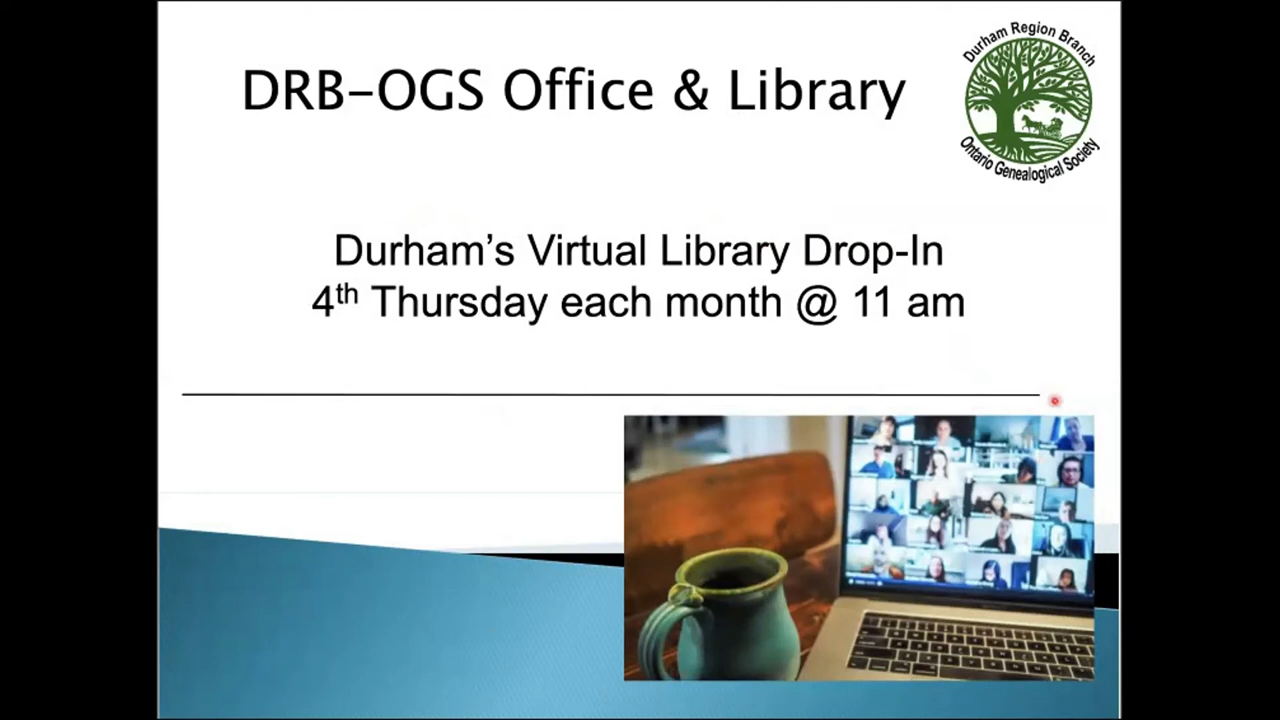 DRB-OGS Office & Library
Durham Region Branch
Ontario Genealogical Society
Durham's Virtual Library Drop-In
4th Thursday each month @ 11 am